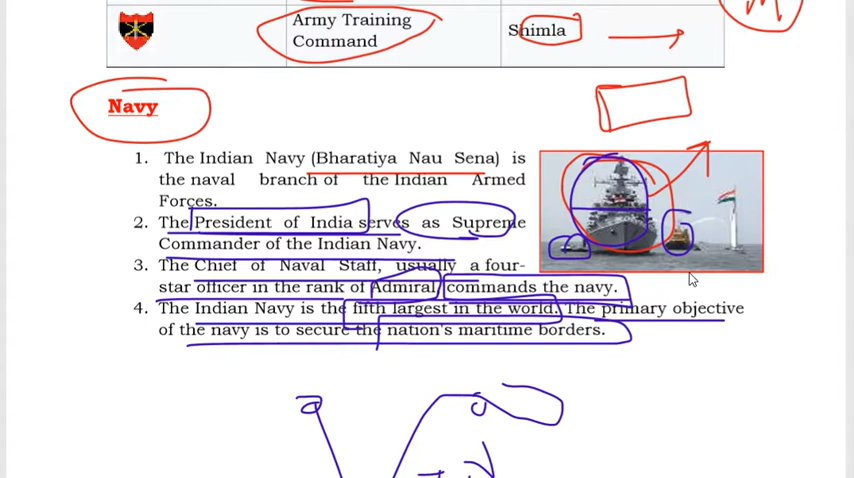 Army Training
Command
Shimla
Navy
1. The Indian Navy (Bharatiya Nau Sena) is
the naval branch of the Indian Armed
Forces.
2. The President of India serves as Supreme
Commander of the Indian Navy.
3. The Chief of Naval Staff, usually a four-
star officer in the rank of Admiral commands the navy.
4. The Indian Navy is the fifth largest in the world. The primary objective
of the navy is to secure the nation's maritime borders.